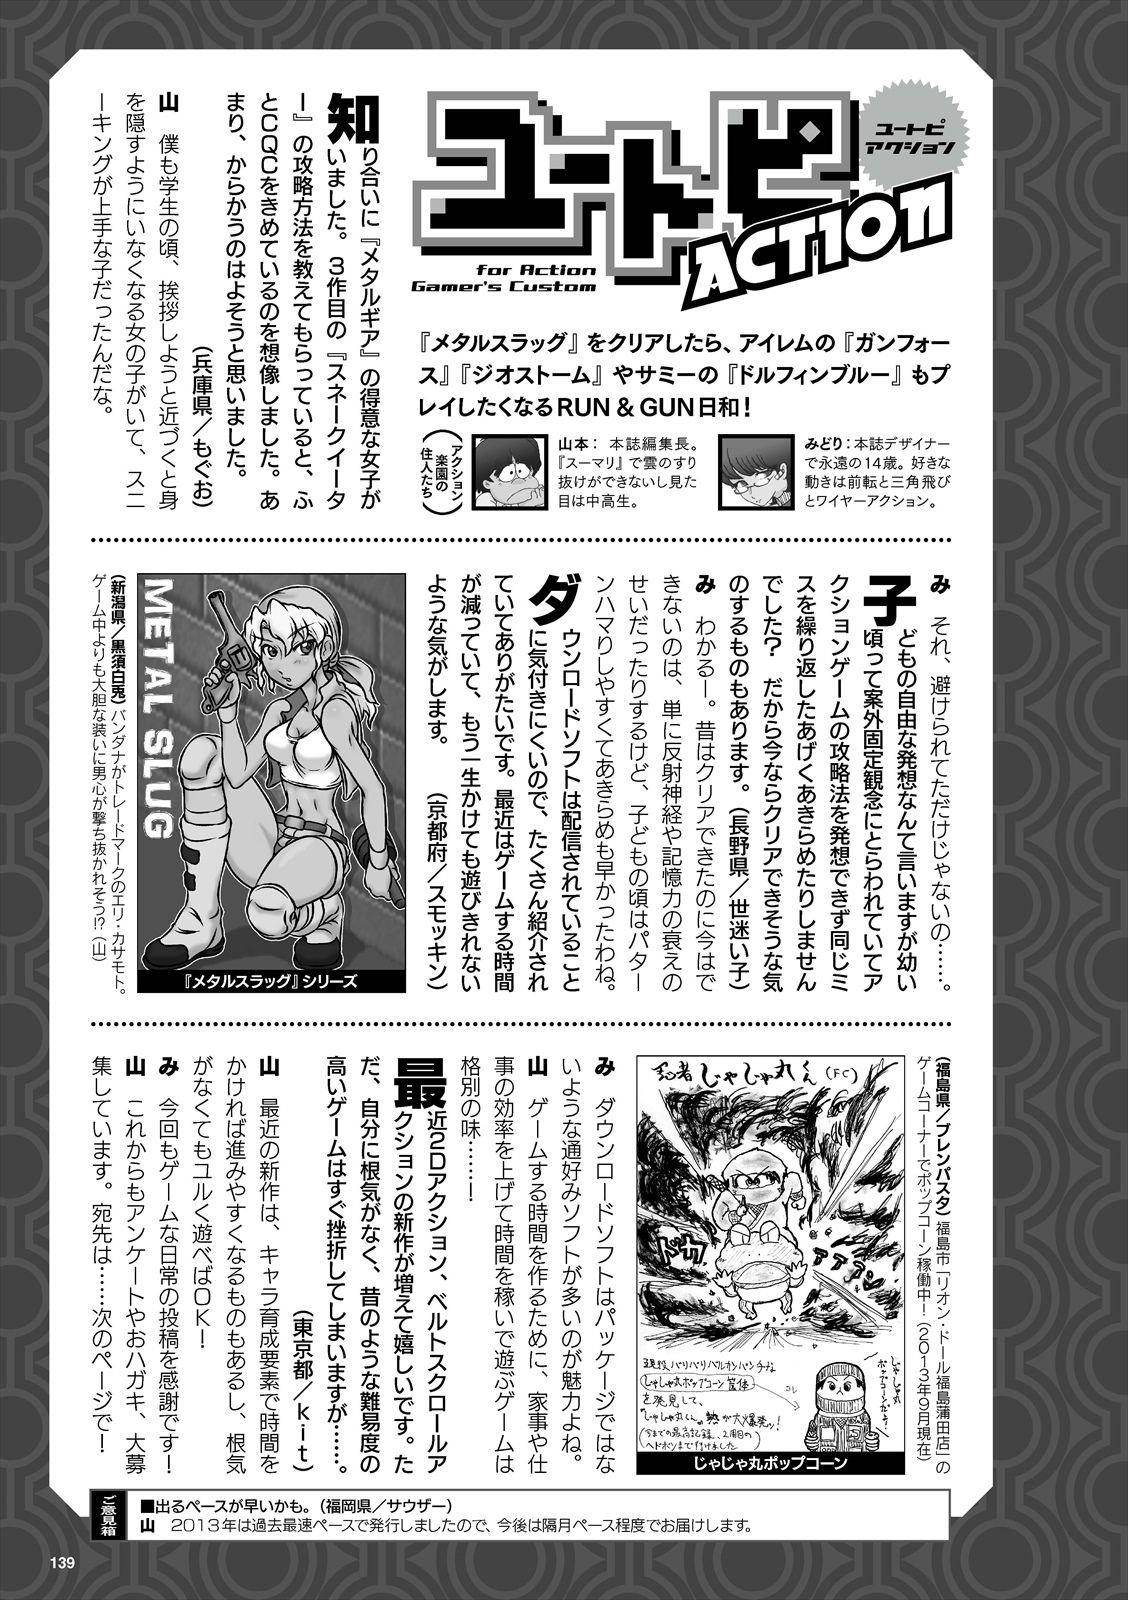 ユートピ
ユートピ
アクション
ACTION
for Action
Gamer's Custom
『メタルスラッグ』をクリアしたら、アイレムの『ガンフォー
ス』『ジオストーム』やサミーの『ドルフィンブルー』もプ
レイしたくなるRUN & GUN日和！
（アクション
楽園の
住人たち）
山本： 本誌編集長。
『スーマリ』で雲のすり
抜けができないし見た
目は中高生。
みどり：本誌デザイナー
で永遠の14歳。好きな
動きは前転と三角飛びと
ワイヤーアクション。
知り合いに『メタルギア』の得意な女子が
いました。３作目の『スネークイータ
ー』の攻略方法を教えてもらっていると、ふ
とCQCをきめているのを想像しました。あ
まり、からかうのはよそうと思いました。
（兵庫県／もぐお）
山　僕も学生の頃、挨拶しようと近づくと身
を隠すようにいなくなる女の子がいて、スニ
ーキングが上手な子だったんだな。
み　それ、避けられてただけじゃないの……。
子どもの自由な発想なんて言いますが幼い
頃って案外固定観念にとらわれていてア
クションゲームの攻略法を発想できず同じミ
スを繰り返したあげくあきらめたりしません
でした？　だから今ならクリアできそうな気
のするものもあります。（長野県／世迷い子）
み　わかるー。昔はクリアできたのに今はで
きないのは、単に反射神経や記憶力の衰えの
せいだったりするけど、子どもの頃はパター
ンハマりしやすくてあきらめも早かったわね。
ダウンロードソフトは配信されていること
に気付きにくいので、たくさん紹介され
ていてありがたいです。最近はゲームする時間
が減っていて、もう一生かけても遊びきれない
ような気がします。　（京都府／スモッキン）
METAL SLUG
『メタルスラッグ』シリーズ
（新潟県／黒須白兎）バンダナがトレードマークのエリ・カサモト。
ゲーム中よりも大胆な装いに男心が撃ち抜かれそう!?（山）
（福島県／ブレンパスタ）福島市「リオン・ドール福島蒲田店」の
ゲームコーナーでポップコーン稼働中！（2013年9月現在）
忍者じゃじゃ丸くん（FC）
ドカッ
アアアン
現役バリバリバルカンパンチな
じゃじゃ丸ポップコーン筐体
を発見して、
"じゃじゃ丸くん"熱が大爆発ッ！
（今までの最高記録、2周目の
ヘドボンまで行けました）
コレ
じゃじゃ丸
ポップコーンだよ！
じゃじゃ丸ポップコーン
み　ダウンロードソフトはパッケージではな
いような通好みソフトが多いのが魅力よね。
山　ゲームする時間を作るために、家事や仕
事の効率を上げて時間を稼いで遊ぶゲームは
格別の味……！
最近２Ｄアクション、ベルトスクロールア
クションの新作が増えて嬉しいです。た
だ、自分に根気がなく、昔のような難易度の
高いゲームはすぐ挫折してしまいますが……。
（東京都／ｋｉｔ）
山　最近の新作は、キャラ育成要素で時間を
かければ進みやすくなるものもあるし、根気
がなくてもユルく遊べばＯＫ！
み　今回もゲームな日常の投稿を感謝です！
山　これからもアンケートやおハガキ、大募
集しています。宛先は……次のページで！
ご意見箱
■出るペースが早いかも。（福岡県／サウザー）
山　2013年は過去最速ペースで発行しましたので、今後は隔月ペース程度でお届けします。
139